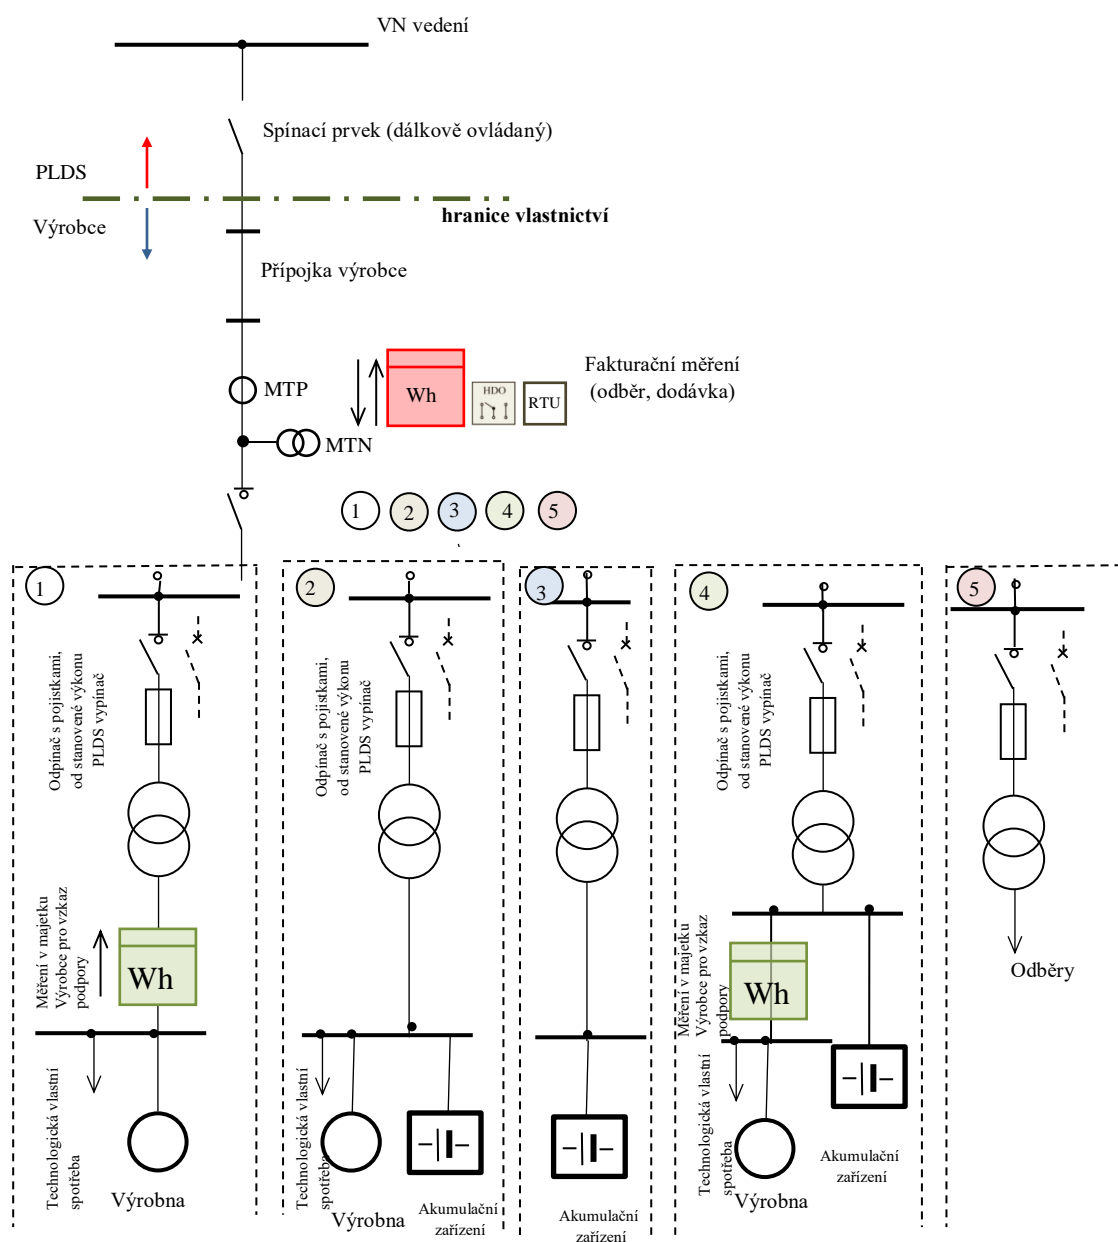 VN vedení
Spínací prvek (dálkově ovládaný)
PLDS
hranice vlastnictví
Výrobce
Přípojka výrobce
MTP
Wh
HDO
RTU
Fakturační měření
(odběr, dodávka)
MTN
1
2
3
4
5
1
Odpínač s pojistkami,
od stanovené výkonu
PLDS vypínač
Měření v majetku
Výrobce pro vzkaz
podpory
Wh
Technologická vlastní
spotřeba
Výrobna
2
Odpínač s pojistkami,
od stanovené výkonu
PLDS vypínač
Technologická vlastní
spotřeba
Výrobna
Akumulační
zařízení
3
Akumulační
zařízení
4
Odpínač s pojistkami,
od stanovené výkonu
PLDS vypínač
Měření v majetku
Výrobce pro vzkaz
podpory
Wh
Technologická vlastní
spotřeba
Výrobna
Akumulační
zařízení
5
Odběry